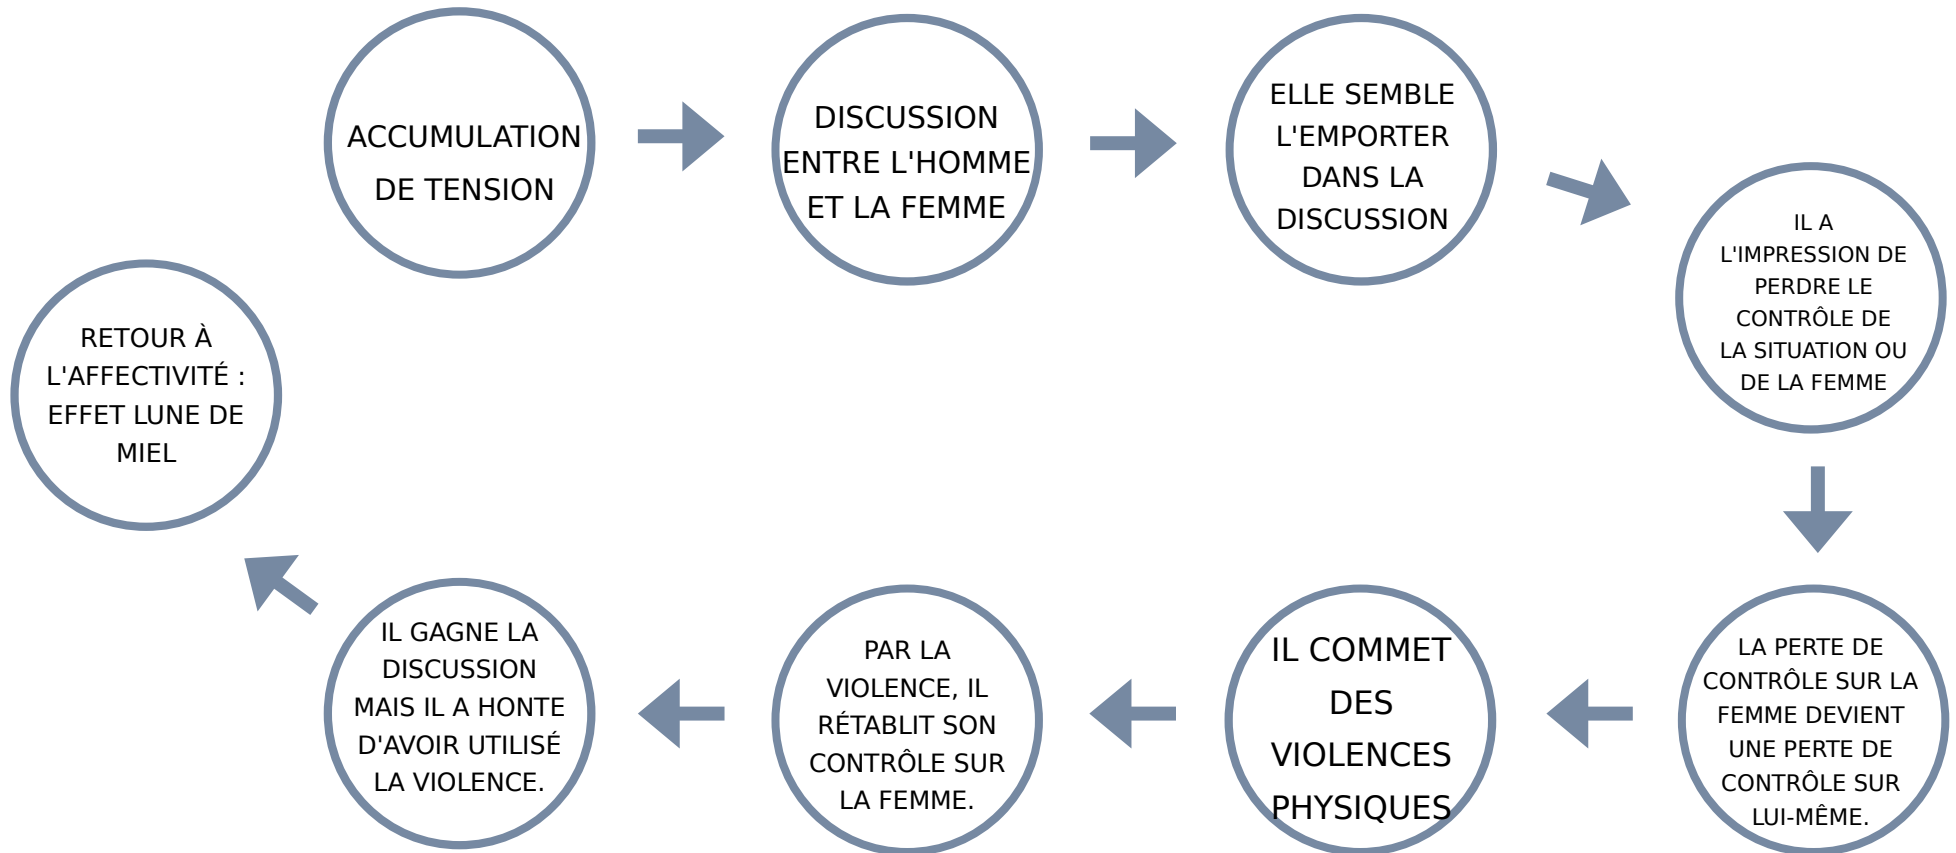 ACCUMULATION
DE TENSION
DISCUSSION
ENTRE L'HOMME
ET LA FEMME
ELLE SEMBLE
L'EMPORTER
DANS LA
DISCUSSION
IL A
L'IMPRESSION DE
PERDRE LE
CONTRÔLE DE
LA SITUATION OU
DE LA FEMME
LA PERTE DE
CONTRÔLE SUR LA
FEMME DEVIENT
UNE PERTE DE
CONTRÔLE SUR
LUI-MÊME.
IL COMMET
DES
VIOLENCES
PHYSIQUES
PAR LA
VIOLENCE, IL
RÉTABLIT SON
CONTRÔLE SUR
LA FEMME.
IL GAGNE LA
DISCUSSION
MAIS IL A HONTE
D'AVOIR UTILISÉ
LA VIOLENCE.
RETOUR À
L'AFFECTIVITÉ :
EFFET LUNE DE
MIEL